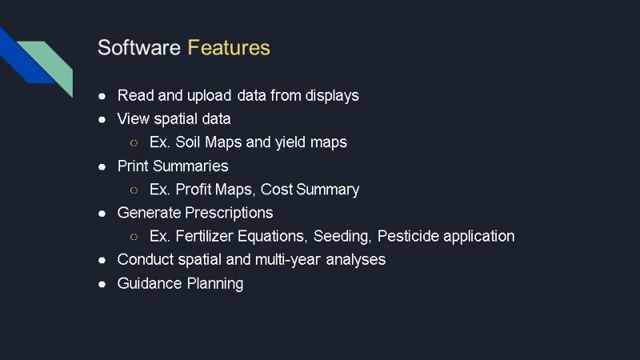 Software Features
● Read and upload data from displays
● View spatial data
○ Ex. Soil Maps and yield maps
● Print Summaries
○ Ex. Profit Maps, Cost Summary
● Generate Prescriptions
○ Ex. Fertilizer Equations, Seeding, Pesticide application
● Conduct spatial and multi-year analyses
● Guidance Planning